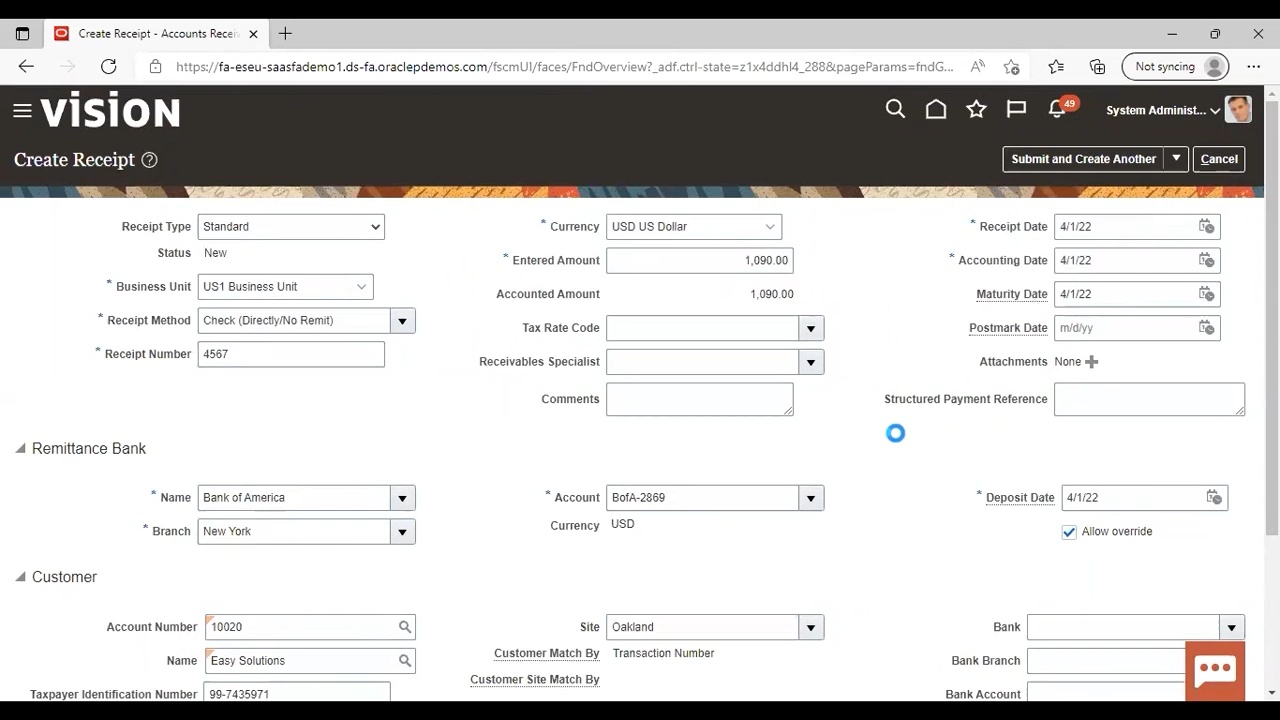 Create Receipt - Accounts Recei
https://fa-eseu-saasfademo1.ds-fa.oraclepdemos.com/fscmUI/faces/FndOverview?_adf.ctrl-state=z1x4ddhl4_288&pageParams=fndG...
Not syncing
VISION
49
System Administ...
Create Receipt ?
Submit and Create Another
Cancel
Receipt Type Standard
* Currency USD US Dollar
* Receipt Date 4/1/22
Status New
* Entered Amount 1,090.00
* Accounting Date 4/1/22
* Business Unit US1 Business Unit
Accounted Amount 1,090.00
Maturity Date 4/1/22
* Receipt Method Check (Directly/No Remit)
Tax Rate Code
Postmark Date m/d/yy
* Receipt Number 4567
Receivables Specialist
Attachments None
Comments
Structured Payment Reference
Remittance Bank
* Name Bank of America
* Account BofA-2869
* Deposit Date 4/1/22
* Branch New York
Currency USD
Allow override
Customer
Account Number 10020
Site Oakland
Bank
Name Easy Solutions
Customer Match By Transaction Number
Bank Branch
Customer Site Match By
Taxpayer Identification Number 99-7435971
Bank Account